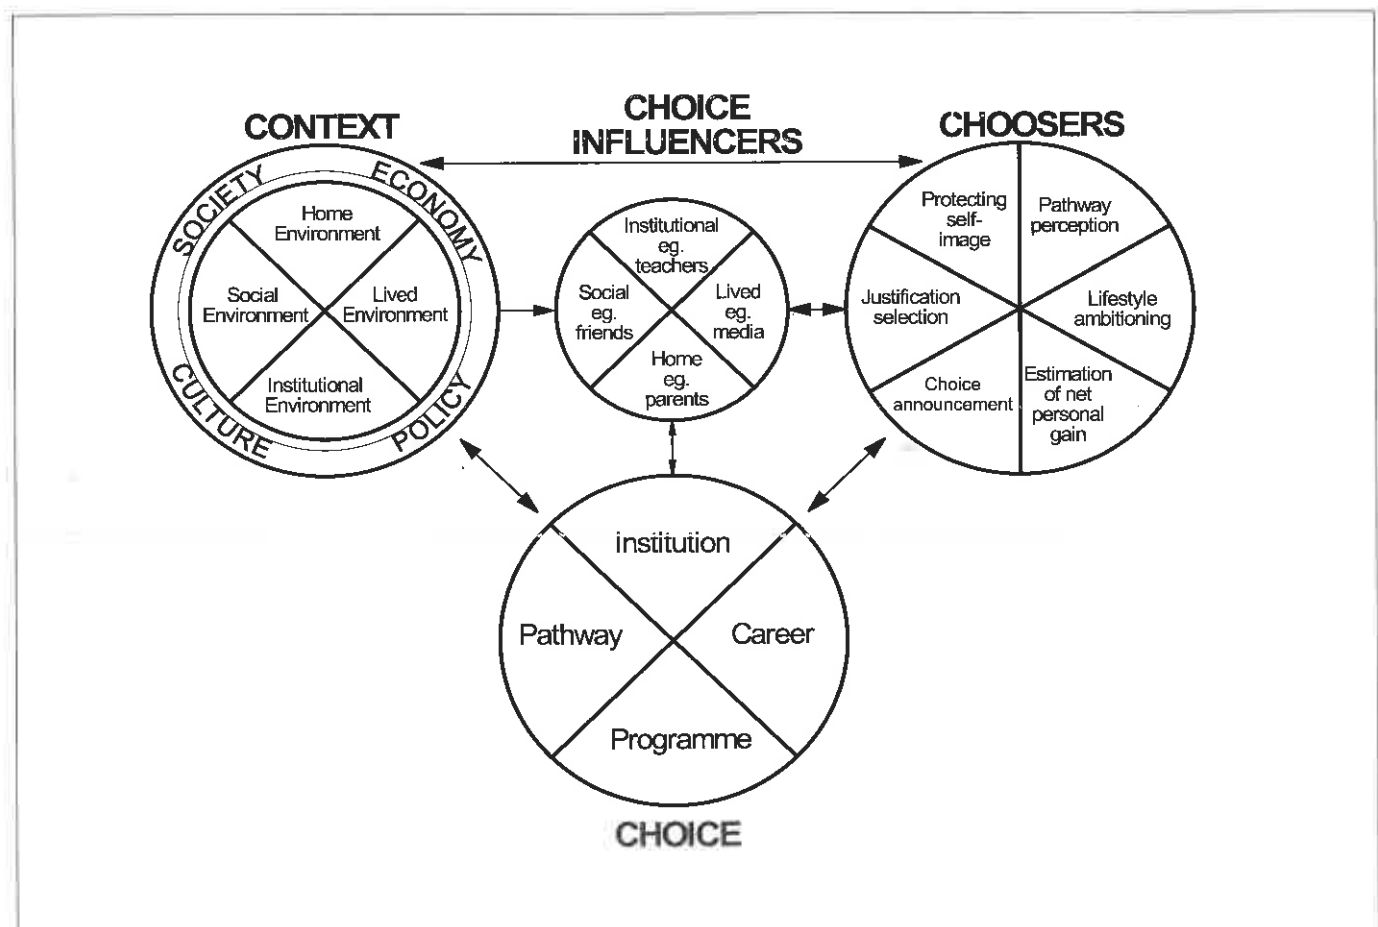 CONTEXT
CHOICE
INFLUENCERS
CHOOSERS
SOCIETY
ECONOMY
CULTURE
POLICY
Home
Environment
Social
Environment
Lived
Environment
Institutional
Environment
Institutional
eg.
teachers
Social
eg.
friends
Lived
eg.
media
Home
eg.
parents
Protecting
self-
image
Pathway
perception
Justification
selection
Lifestyle
ambitioning
Choice
announcement
Estimation
of net
personal
gain
institution
Pathway
Career
Programme
CHOICE